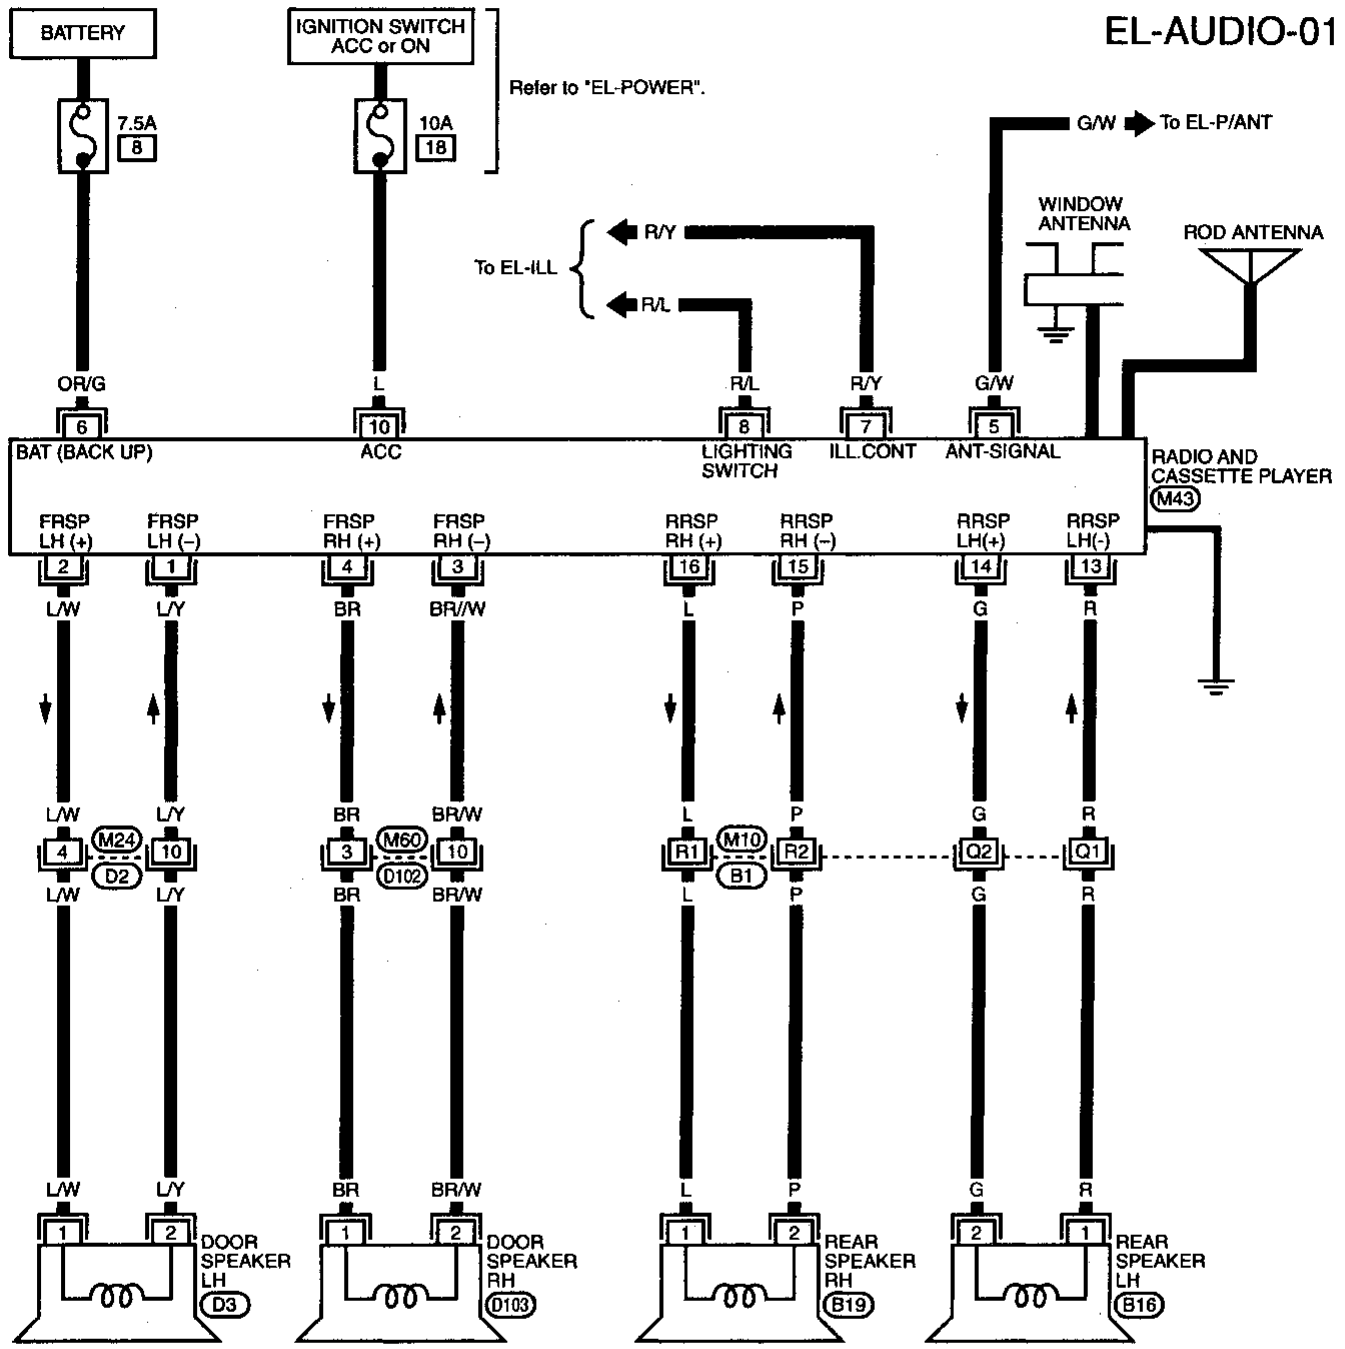 EL-AUDIO-01
BATTERY
IGNITION SWITCH
ACC or ON
Refer to "EL-POWER".
7.5A
8
10A
18
G/W
To EL-P/ANT
WINDOW
ANTENNA
ROD ANTENNA
R/Y
To EL-ILL
R/L
OR/G
L
R/L
R/Y
G/W
6
10
8
7
5
BAT (BACK UP)
ACC
LIGHTING
SWITCH
ILL.CONT
ANT-SIGNAL
RADIO AND
CASSETTE PLAYER
M43
FRSP
LH (+)
FRSP
LH (–)
FRSP
RH (+)
FRSP
RH (–)
RRSP
RH (+)
RRSP
RH (–)
RRSP
LH(+)
RRSP
LH(-)
2
1
4
3
16
15
14
13
L/W
L/Y
BR
BR//W
L
P
G
R
L/W
L/Y
BR
BR/W
L
P
G
R
4
M24
D2
10
3
M60
D102
10
R1
M10
B1
R2
Q2
Q1
L/W
L/Y
BR
BR/W
L
P
G
R
L/W
L/Y
BR
BR/W
L
P
G
R
1
2
1
2
1
2
2
1
DOOR
SPEAKER
LH
D3
DOOR
SPEAKER
RH
D103
REAR
SPEAKER
RH
B19
REAR
SPEAKER
LH
B16